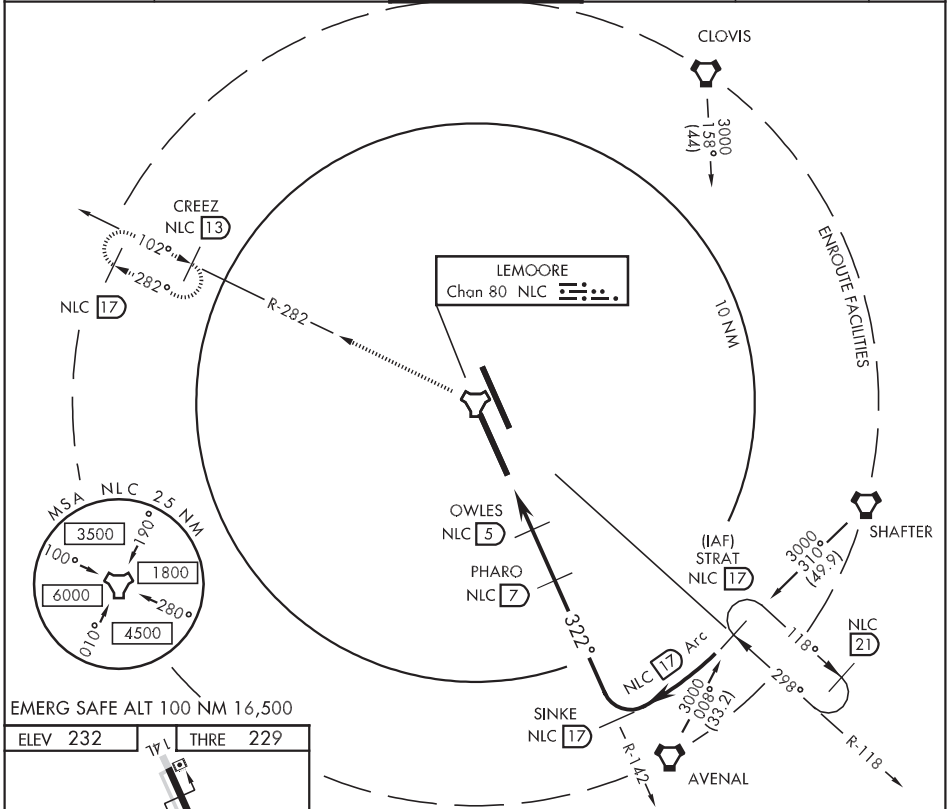 CLOVIS
3000
158°
(44)
CREEZ
NLC 13
102°
282°
NLC 17
R-282
LEMOORE
Chan 80 NLC
10 NM
ENROUTE FACILITIES
MSA NLC 25 NM
3500
190°
100°
1800
6000
280°
010°
4500
OWLES
NLC 5
PHARO
NLC 7
322°
(IAF)
STRAT
NLC 17
SHAFTER
3000
310°
(49.9)
118°
NLC
21
298°
NLC 17 Arc
3000
008°
(33.2)
SINKE
NLC 17
R-142
AVENAL
R-118
EMERG SAFE ALT 100 NM 16,500
ELEV 232
THRE 229
14L